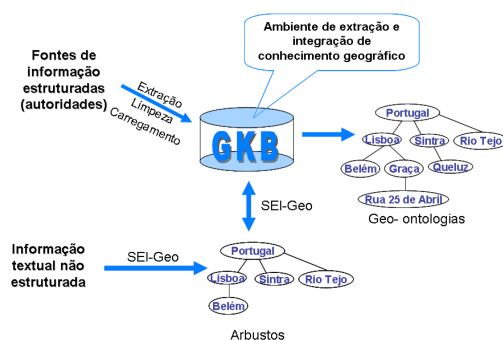 Ambiente de extração e
integração de
conhecimento geográfico
Fontes de
informação
estruturadas
(autoridades)
Extração
Limpeza
Carregamento
GKB
Portugal
Lisboa
Sintra
Rio Tejo
Belém
Graça
Queluz
Rua 25 de Abril
Geo- ontologias
SEI-Geo
Informação
textual não
estruturada
SEI-Geo
Portugal
Lisboa
Sintra
Rio Tejo
Belém
Arbustos